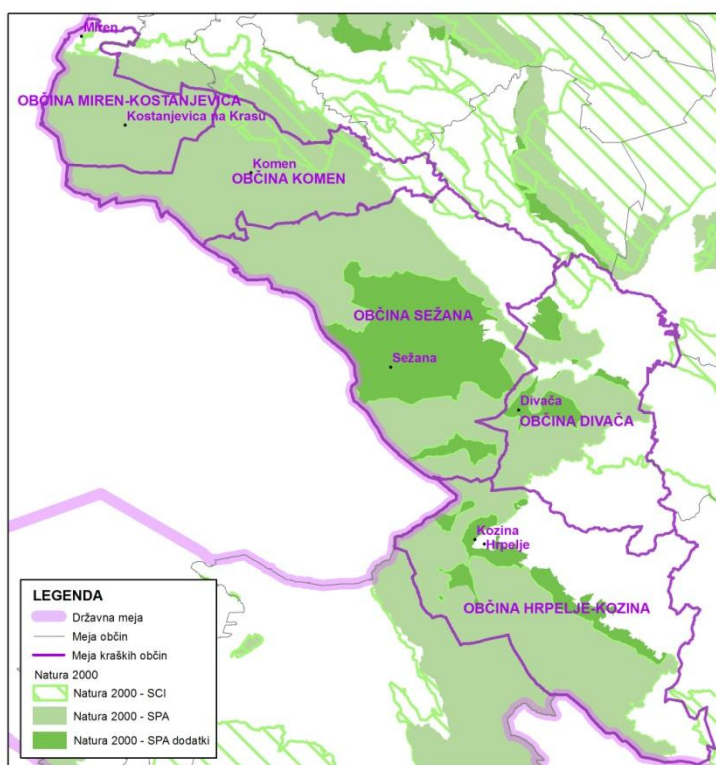 Miren
OBČINA MIREN-KOSTANJEVICA
Kostanjevica na Krasu
Komen
OBČINA KOMEN
OBČINA SEŽANA
Sežana
Divača
OBČINA DIVAČA
Kozina
Hrpelje
OBČINA HRPELJE-KOZINA
LEGENDA
Državna meja
Meja občin
Meja kraških občin
Natura 2000
Natura 2000 - SCI
Natura 2000 - SPA
Natura 2000 - SPA dodatki